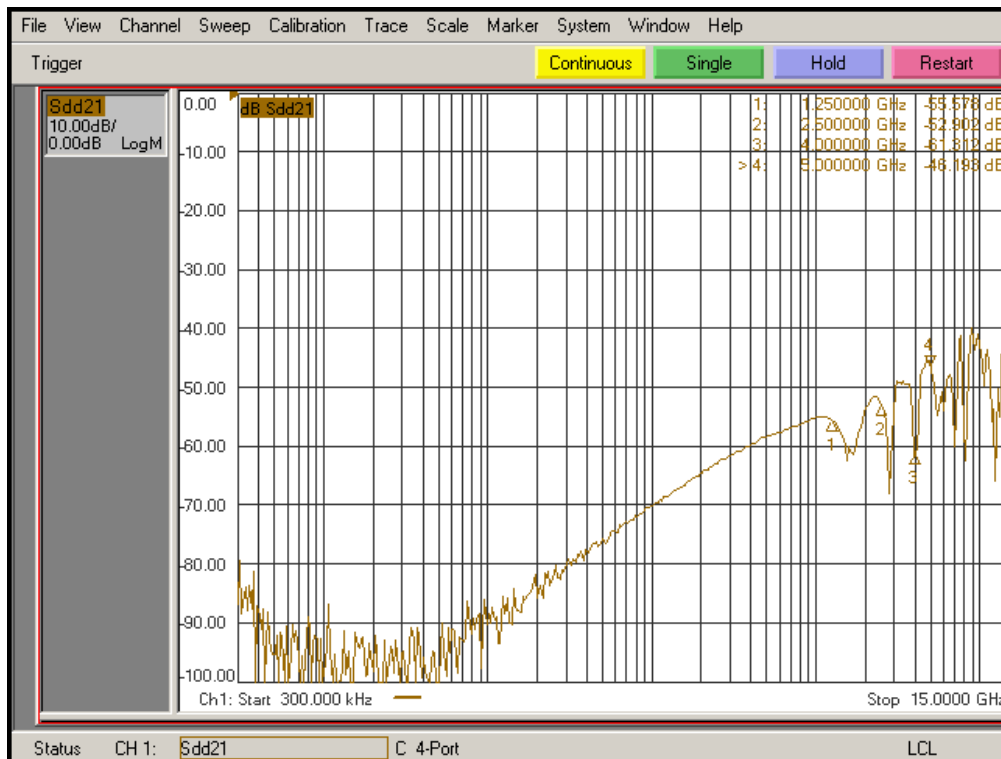 File View Channel Sweep Calibration Trace Scale Marker System Window Help
Trigger Continuous Single Hold Restart
Sdd21
10.00dB/
0.00dB LogM
dB Sdd21
1: 1.250000 GHz -55.578 dB
2: 2.500000 GHz -52.902 dB
3: 4.000000 GHz -61.312 dB
> 4: 5.000000 GHz -46.193 dB
0.00
-10.00
-20.00
-30.00
-40.00
-50.00
-60.00
-70.00
-80.00
-90.00
-100.00
4
1
2
3
Ch1: Start 300.000 kHz Stop 15.0000 GHz
Status CH 1: Sdd21 C 4-Port LCL